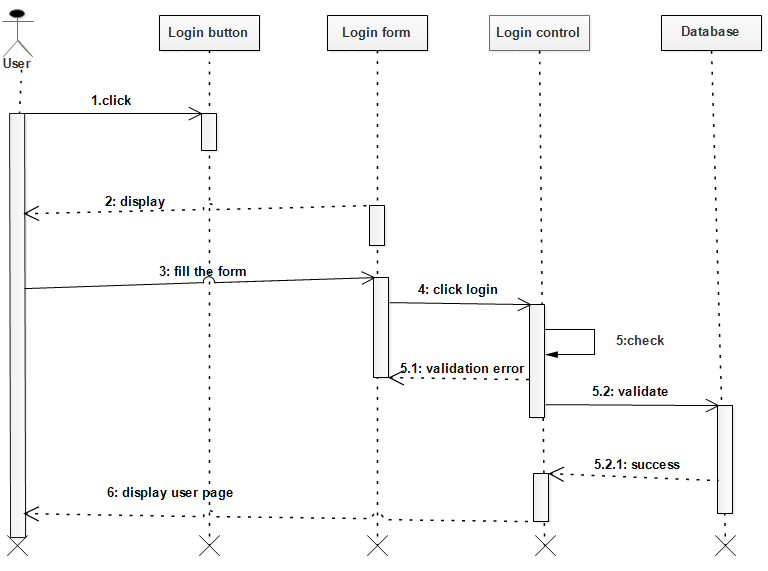 User
Login button
Login form
Login control
Database
1.click
2: display
3: fill the form
4: click login
5:check
5.1: validation error
5.2: validate
5.2.1: success
6: display user page